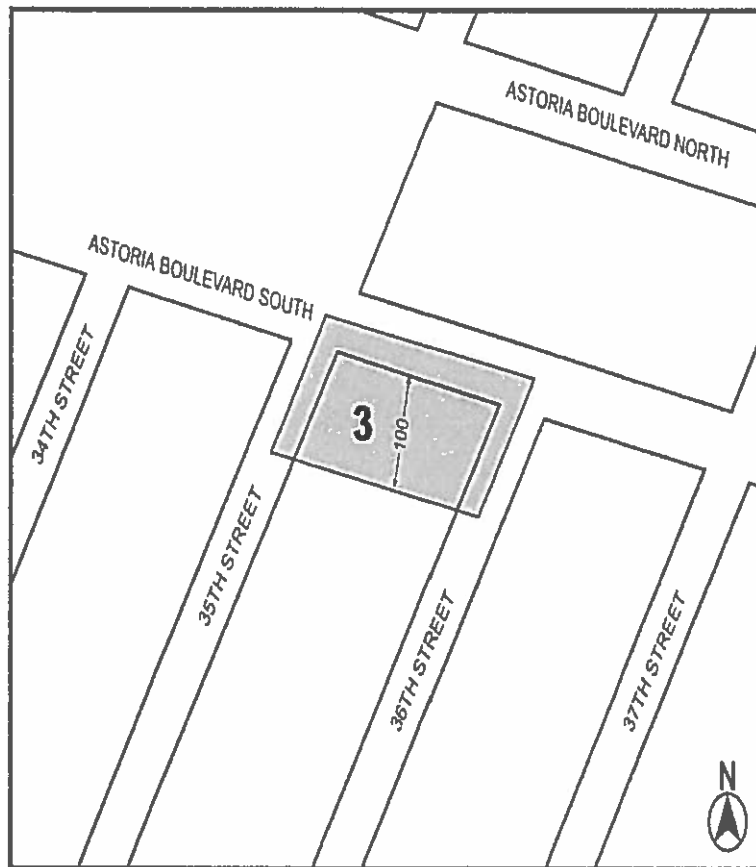 ASTORIA BOULEVARD NORTH
ASTORIA BOULEVARD SOUTH
3
100
34TH STREET
35TH STREET
36TH STREET
37TH STREET
N